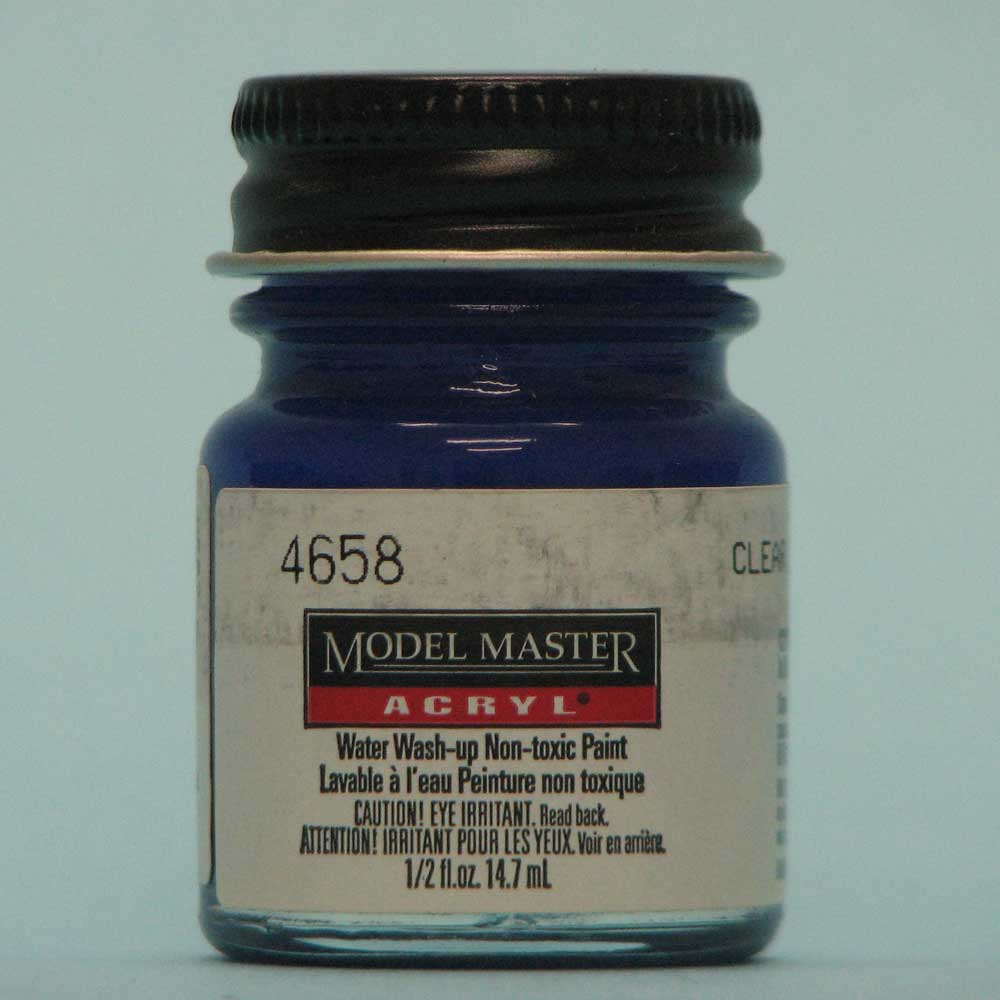 4658 CLEAR
MODEL MASTER
ACRYL
Water Wash-up Non-toxic Paint
Lavable à l'eau Peinture non toxique
CAUTION! EYE IRRITANT. Read back.
ATTENTION! IRRITANT POUR LES YEUX. Voir en arrière.
1/2 fl.oz. 14.7 mL